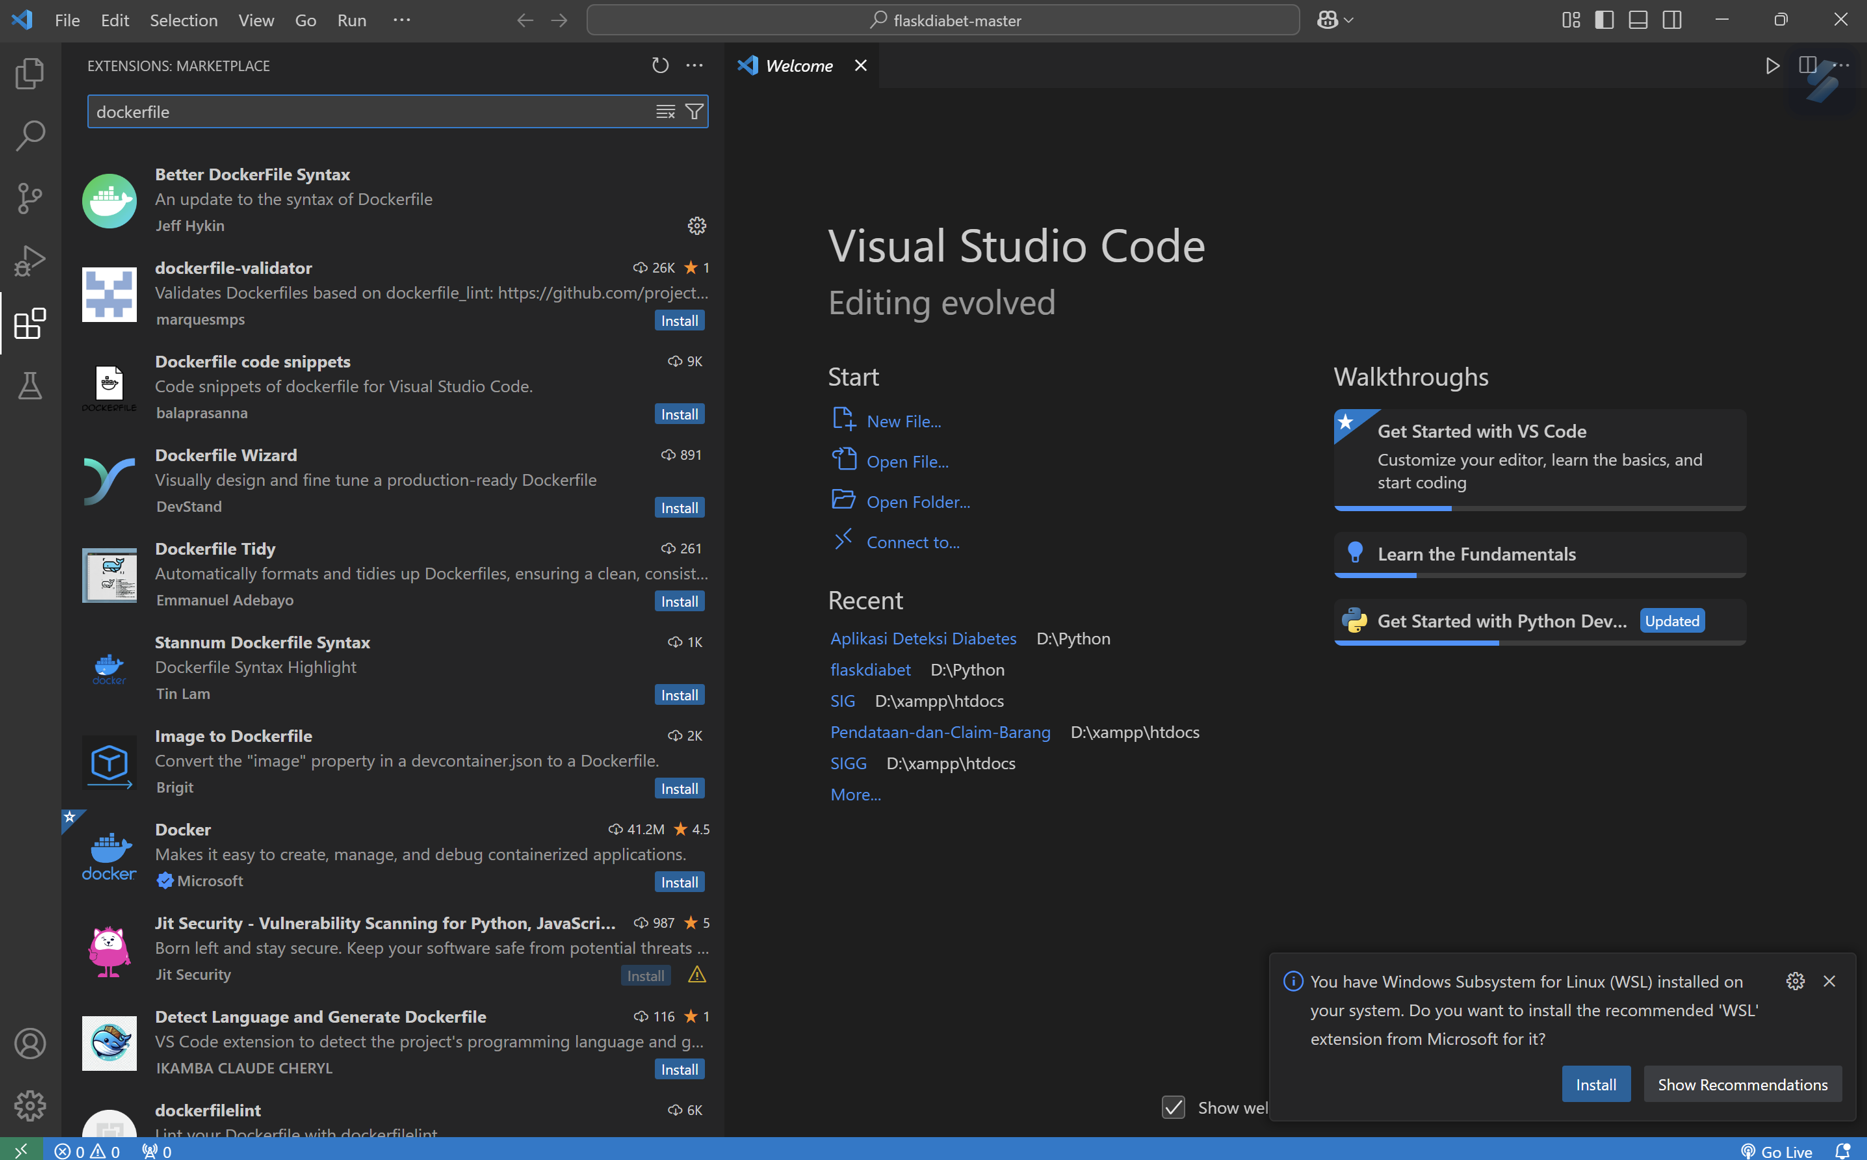 File Edit Selection View Go Run ···
flaskdiabet-master
EXTENSIONS: MARKETPLACE
Welcome
dockerfile
Better DockerFile Syntax
An update to the syntax of Dockerfile
Jeff Hykin
dockerfile-validator 26K 1
Validates Dockerfiles based on dockerfile_lint: https://github.com/project...
marquesmps Install
Dockerfile code snippets 9K
Code snippets of dockerfile for Visual Studio Code.
balaprasanna Install
DOCKERFILE
Dockerfile Wizard 891
Visually design and fine tune a production-ready Dockerfile
DevStand Install
Dockerfile Tidy 261
Automatically formats and tidies up Dockerfiles, ensuring a clean, consist...
Emmanuel Adebayo Install
Stannum Dockerfile Syntax 1K
Dockerfile Syntax Highlight
docker
Tin Lam Install
Image to Dockerfile 2K
Convert the "image" property in a devcontainer.json to a Dockerfile.
Brigit Install
Docker 41.2M 4.5
Makes it easy to create, manage, and debug containerized applications.
docker
Microsoft Install
Jit Security - Vulnerability Scanning for Python, JavaScri... 987 5
Born left and stay secure. Keep your software safe from potential threats ...
Jit Security Install
Detect Language and Generate Dockerfile 116 1
VS Code extension to detect the project's programming language and g...
IKAMBA CLAUDE CHERYL Install
dockerfilelint 6K
Lint your Dockerfile with dockerfilelint
Visual Studio Code
Editing evolved
Start
New File...
Open File...
Open Folder...
Connect to...
Recent
Aplikasi Deteksi Diabetes D:\Python
flaskdiabet D:\Python
SIG D:\xampp\htdocs
Pendataan-dan-Claim-Barang D:\xampp\htdocs
SIGG D:\xampp\htdocs
More...
Walkthroughs
Get Started with VS Code
Customize your editor, learn the basics, and
start coding
Learn the Fundamentals
Get Started with Python Dev... Updated
You have Windows Subsystem for Linux (WSL) installed on
your system. Do you want to install the recommended 'WSL'
extension from Microsoft for it?
Install Show Recommendations
Show wel
0 0 0 Go Live